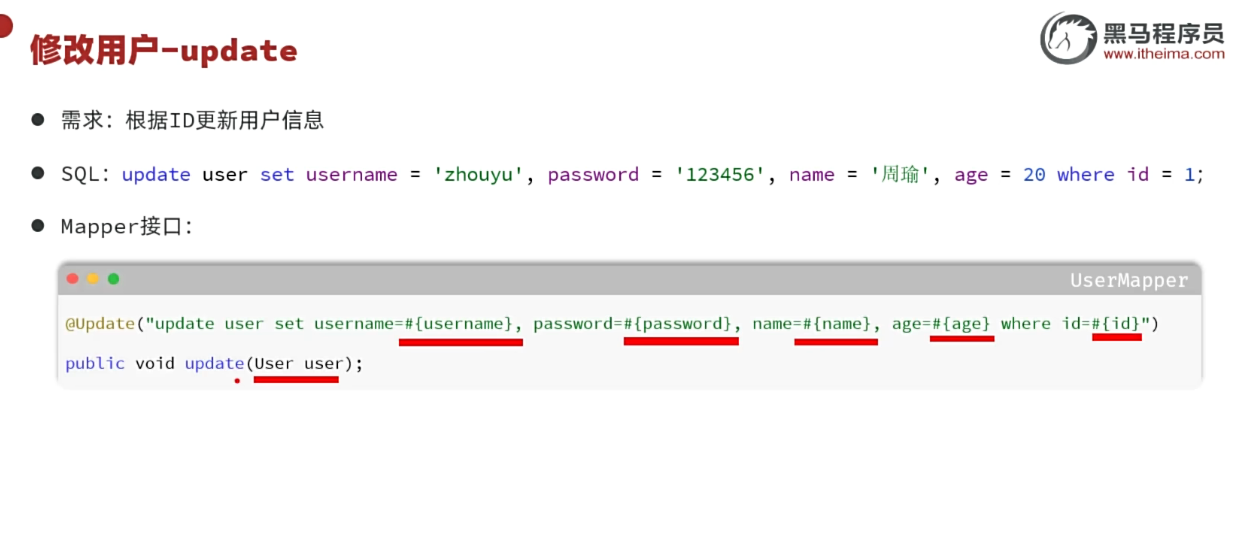 修改用户-update
黑马程序员
www.itheima.com
需求：根据ID更新用户信息
SQL：update user set username = 'zhouyu', password = '123456', name = '周瑜', age = 20 where id = 1;
Mapper接口：
UserMapper
@Update("update user set username=#{username}, password=#{password}, name=#{name}, age=#{age} where id=#{id}")
public void update(User user);